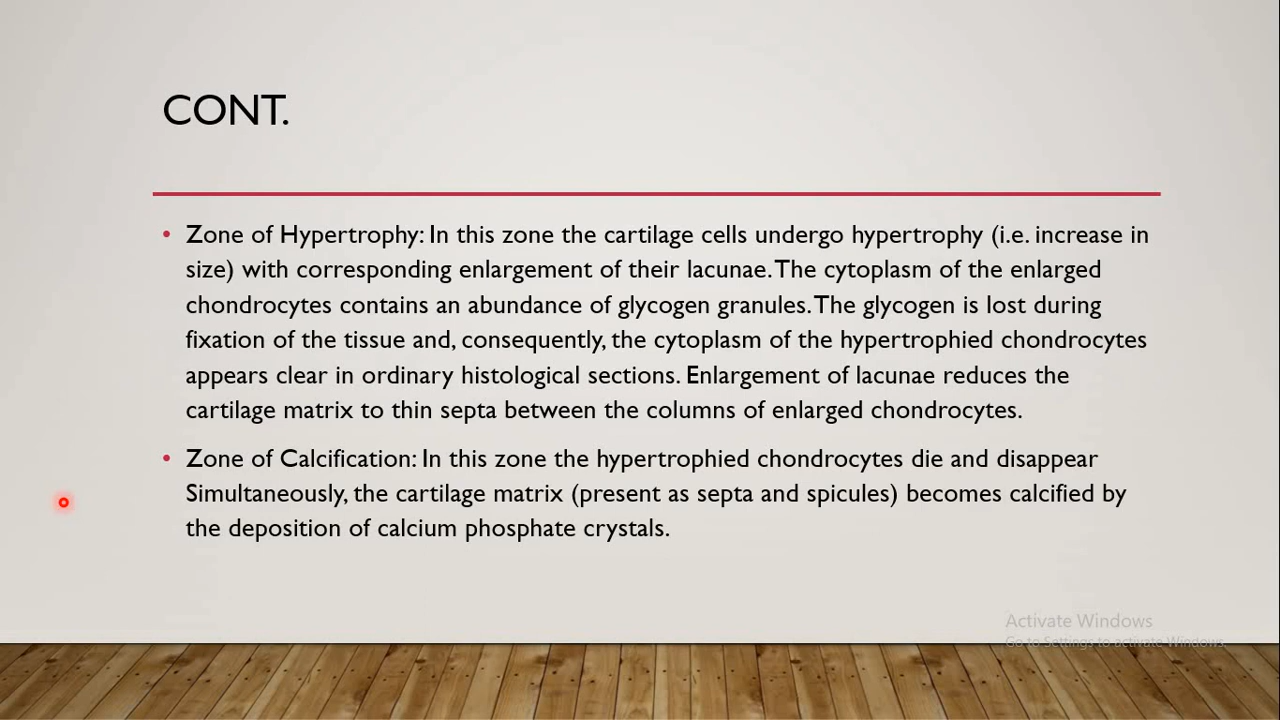 CONT.
• Zone of Hypertrophy: In this zone the cartilage cells undergo hypertrophy (i.e. increase in
size) with corresponding enlargement of their lacunae. The cytoplasm of the enlarged
chondrocytes contains an abundance of glycogen granules. The glycogen is lost during
fixation of the tissue and, consequently, the cytoplasm of the hypertrophied chondrocytes
appears clear in ordinary histological sections. Enlargement of lacunae reduces the
cartilage matrix to thin septa between the columns of enlarged chondrocytes.
• Zone of Calcification: In this zone the hypertrophied chondrocytes die and disappear
Simultaneously, the cartilage matrix (present as septa and spicules) becomes calcified by
the deposition of calcium phosphate crystals.
Activate Windows
Go to Settings to activate Windows.